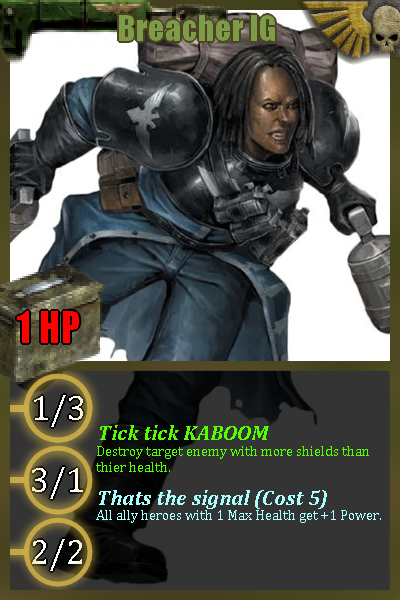 Breacher IG
1 HP
1/3
Tick tick KABOOM
Destroy target enemy with more shields than
thier health.
3/1
Thats the signal (Cost 5)
All ally heroes with 1 Max Health get +1 Power.
2/2